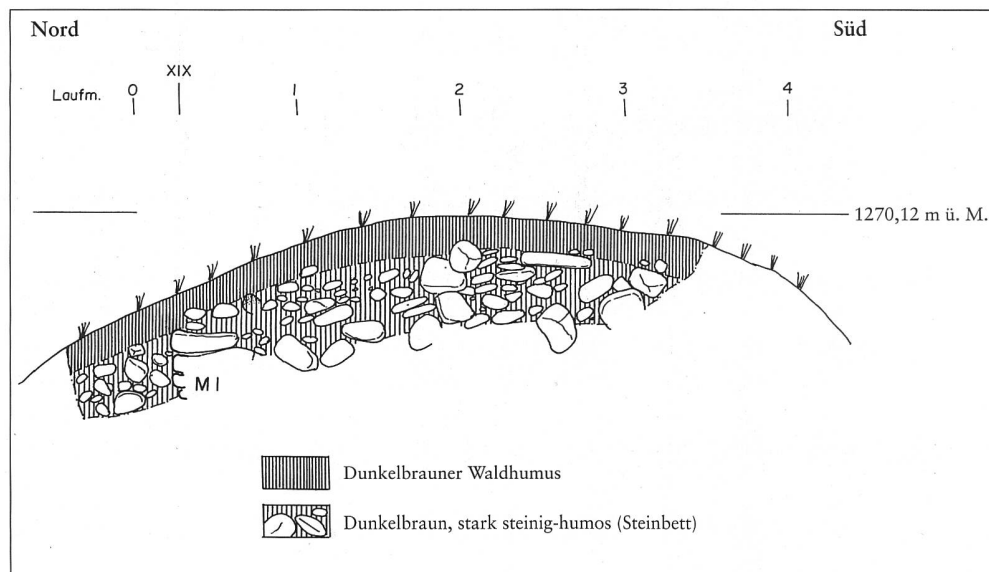 Nord Süd
XIX
Laufm. 0 1 2 3 4
1270,12 m ü. M.
M I
Dunkelbrauner Waldhumus
Dunkelbraun, stark steinig-humos (Steinbett)